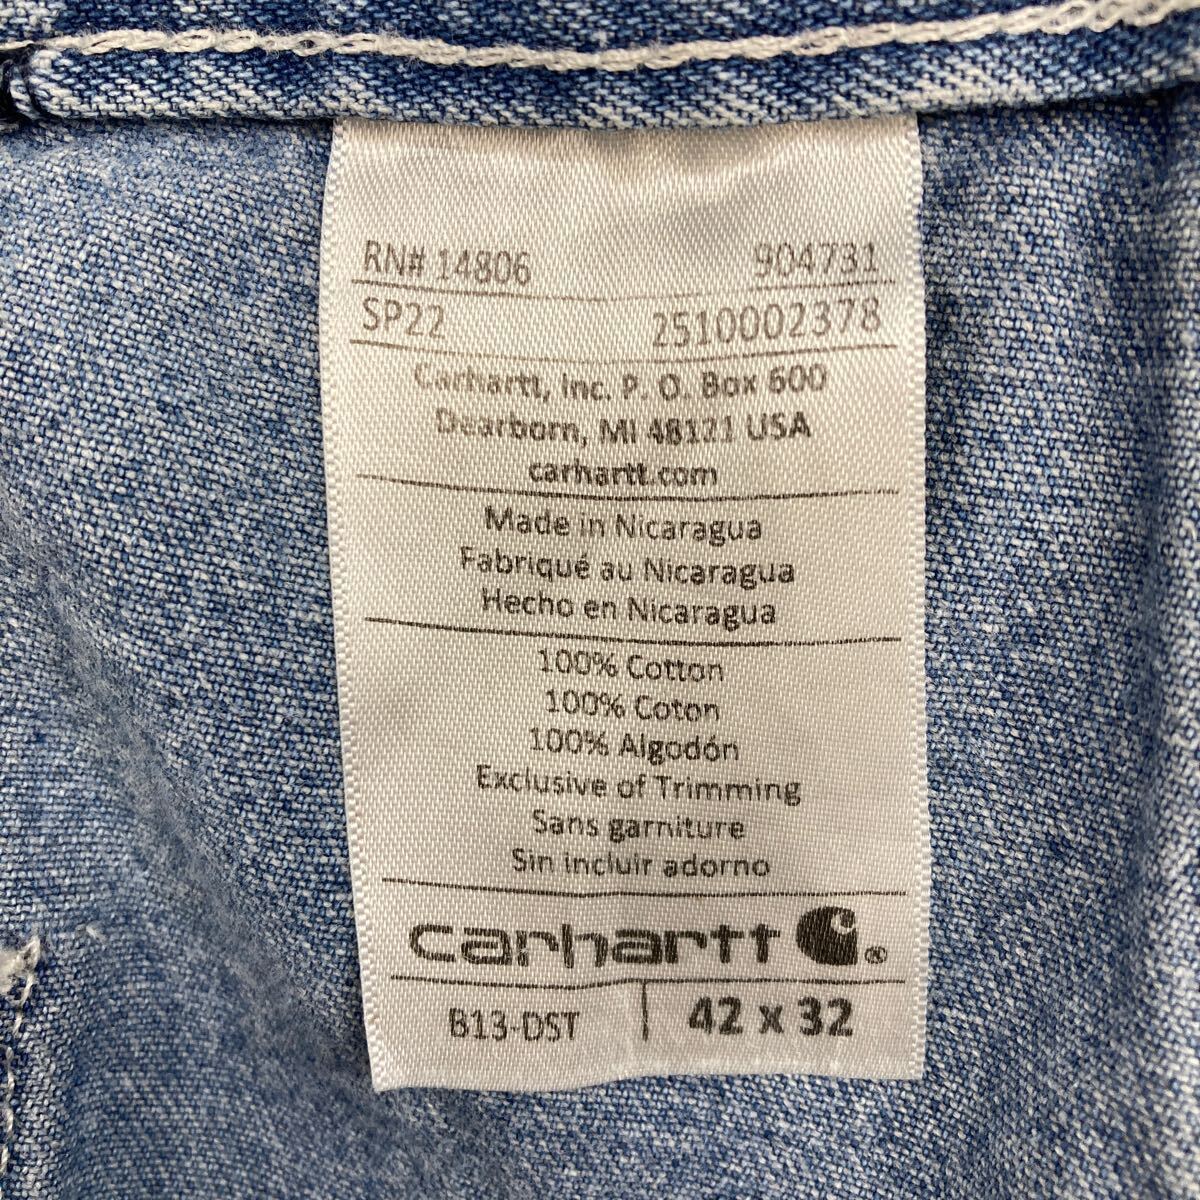 RN# 14806 904731
SP22 2510002378
Carhartt, Inc. P. O. Box 600
Dearborn, MI 48121 USA
carhartt.com
Made in Nicaragua
Fabriqué au Nicaragua
Hecho en Nicaragua
100% Cotton
100% Coton
100% Algodón
Exclusive of Trimming
Sans garniture
Sin incluir adorno
carhartt ®
B13-DST | 42 x 32